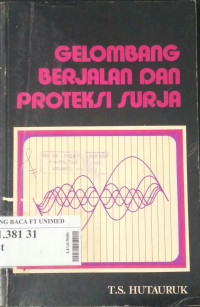 GELOMBANG
BERJALAN DAN
PROTEKSI SURJA
NG BACA FT UNIMED
1.381 31
t
T.S. HUTAURUK